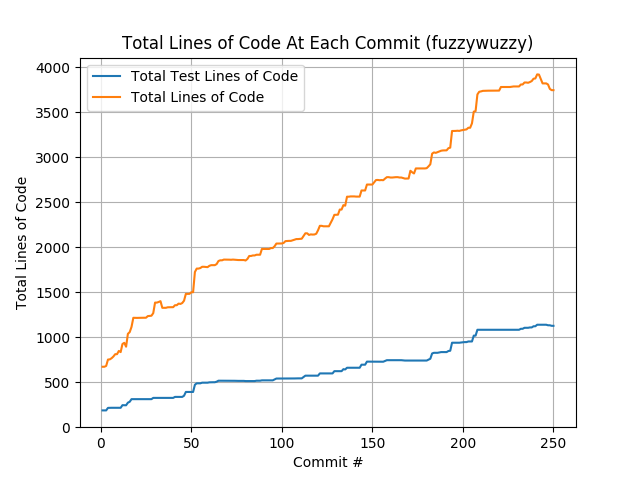 Total Lines of Code At Each Commit (fuzzywuzzy)
Total Test Lines of Code
Total Lines of Code
4000
3500
3000
2500
2000
1500
1000
500
0
Total Lines of Code
0 50 100 150 200 250
Commit #